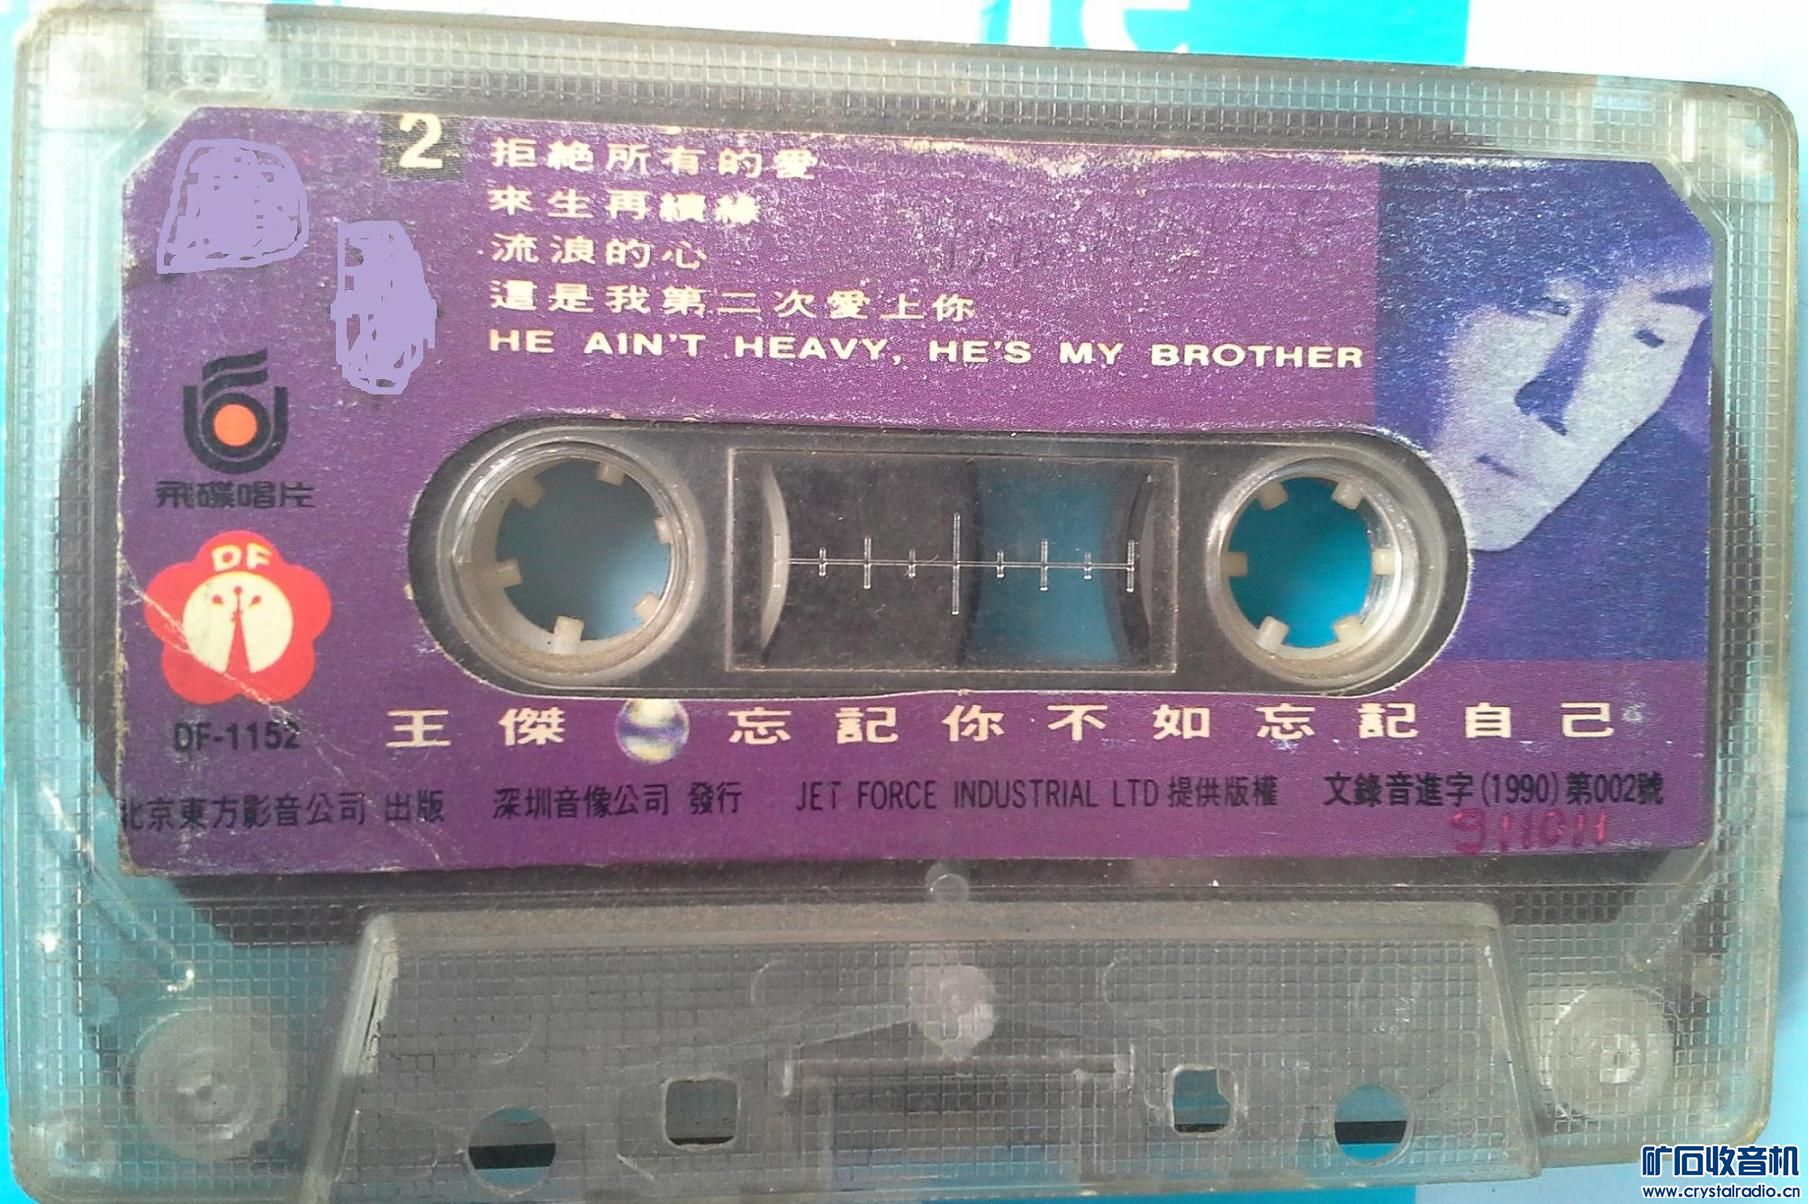 2
拒絶所有的愛
來生再續緣
流浪的心
這是我第二次愛上你
HE AIN'T HEAVY, HE'S MY BROTHER
飛碟唱片
DF
DF-1152
王傑 忘記你不如忘記自己
北京東方影音公司 出版 深圳音像公司 發行 JET FORCE INDUSTRIAL LTD 提供版權 文錄音進字(1990)第002號
911011
矿石收音机
www.crystalradio.cn